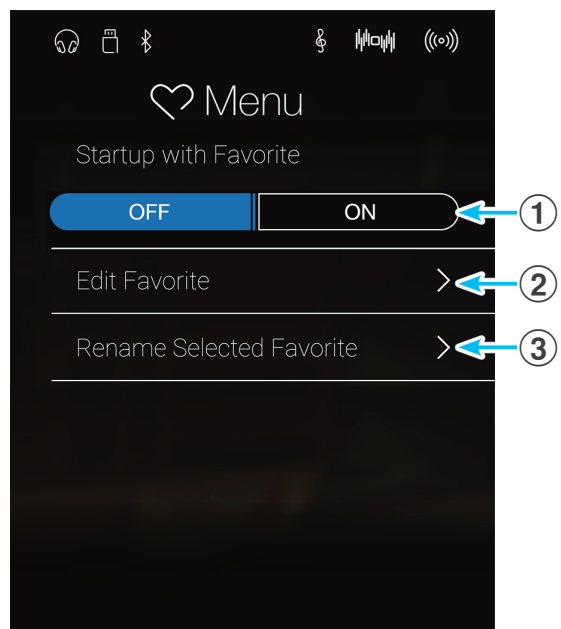 Menu
Startup with Favorite
OFF ON 1
Edit Favorite 2
Rename Selected Favorite 3